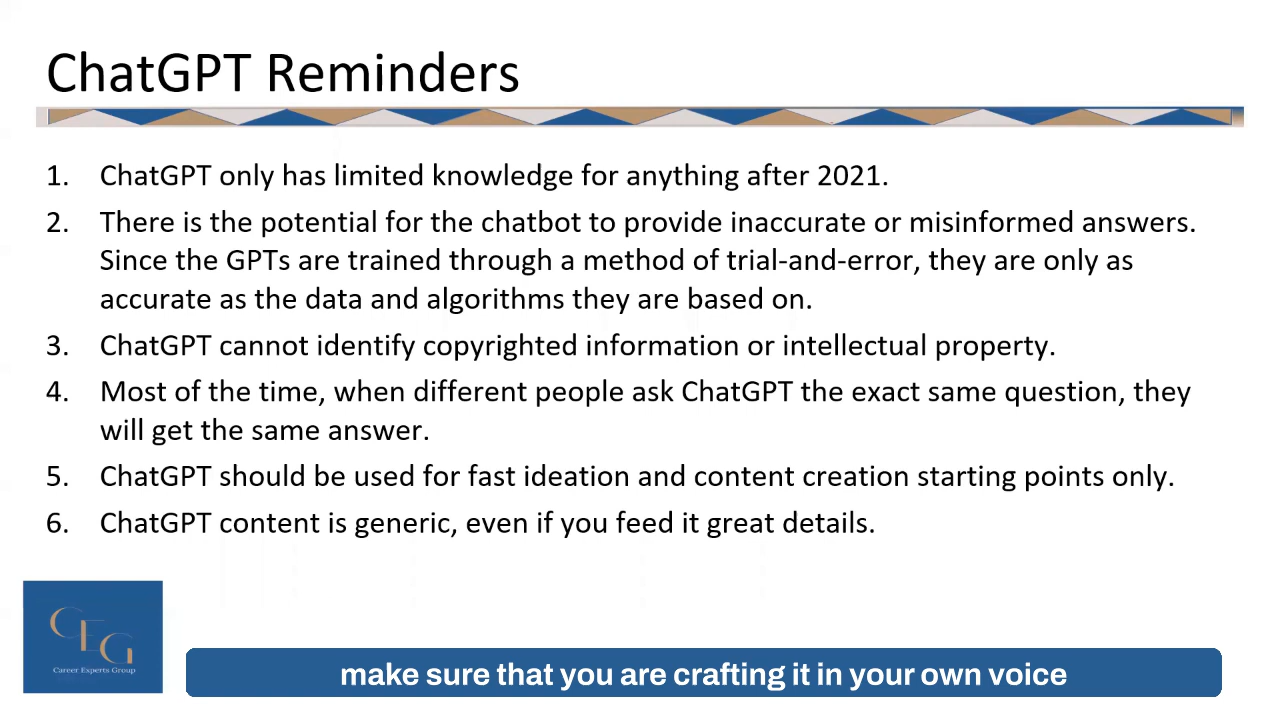 ChatGPT Reminders
1. ChatGPT only has limited knowledge for anything after 2021.
2. There is the potential for the chatbot to provide inaccurate or misinformed answers.
Since the GPTs are trained through a method of trial-and-error, they are only as
accurate as the data and algorithms they are based on.
3. ChatGPT cannot identify copyrighted information or intellectual property.
4. Most of the time, when different people ask ChatGPT the exact same question, they
will get the same answer.
5. ChatGPT should be used for fast ideation and content creation starting points only.
6. ChatGPT content is generic, even if you feed it great details.
CEG
Career Experts Group
make sure that you are crafting it in your own voice